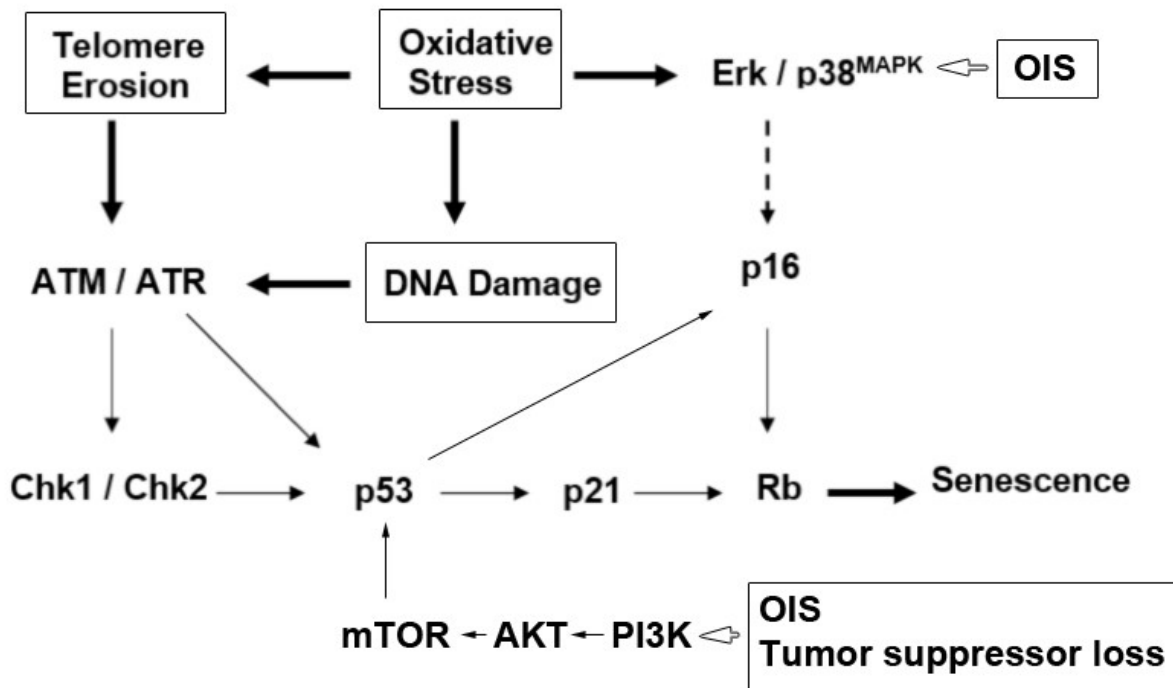 Telomere
Erosion
Oxidative
Stress
Erk / p38MAPK
OIS
ATM / ATR
DNA Damage
p16
Chk1 / Chk2
p53
p21
Rb
Senescence
mTOR
AKT
PI3K
OIS
Tumor suppressor loss